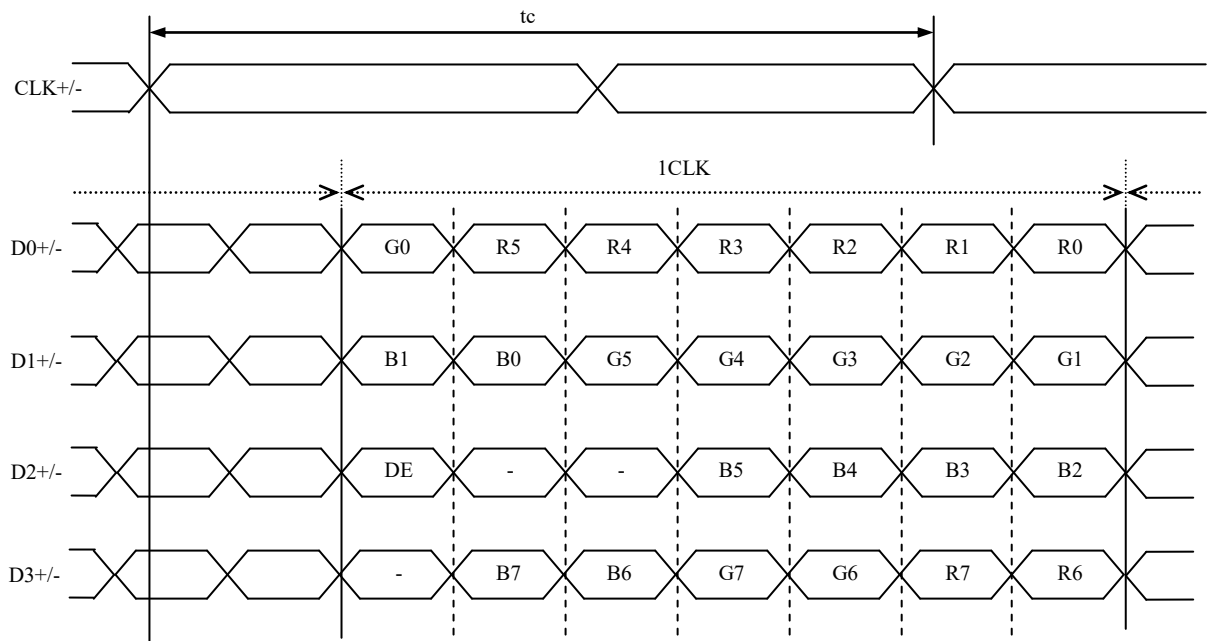 tc
CLK+/-
1CLK
D0+/- G0 R5 R4 R3 R2 R1 R0
D1+/- B1 B0 G5 G4 G3 G2 G1
D2+/- DE - - B5 B4 B3 B2
D3+/- - B7 B6 G7 G6 R7 R6